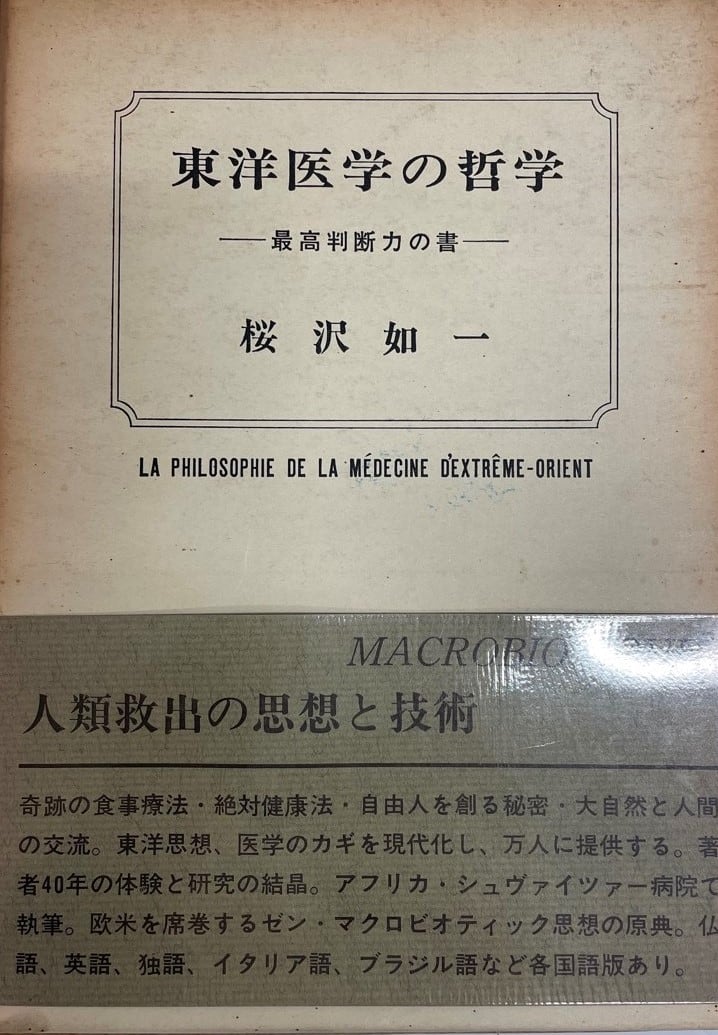 東洋医学の哲学
──最高判断力の書──
桜沢如一
LA PHILOSOPHIE DE LA MÉDECINE D'EXTRÊME-ORIENT
人類救出の思想と技術
奇跡の食事療法・絶対健康法・自由人を創る秘密・大自然と人間
の交流。東洋思想、医学のカギを現代化し、万人に提供する。著
者40年の体験と研究の結晶。アフリカ・シュヴァイツァー病院で
執筆。欧米を席巻するゼン・マクロビオティック思想の原典。仏
語、英語、独語、イタリア語、ブラジル語など各国語版あり。